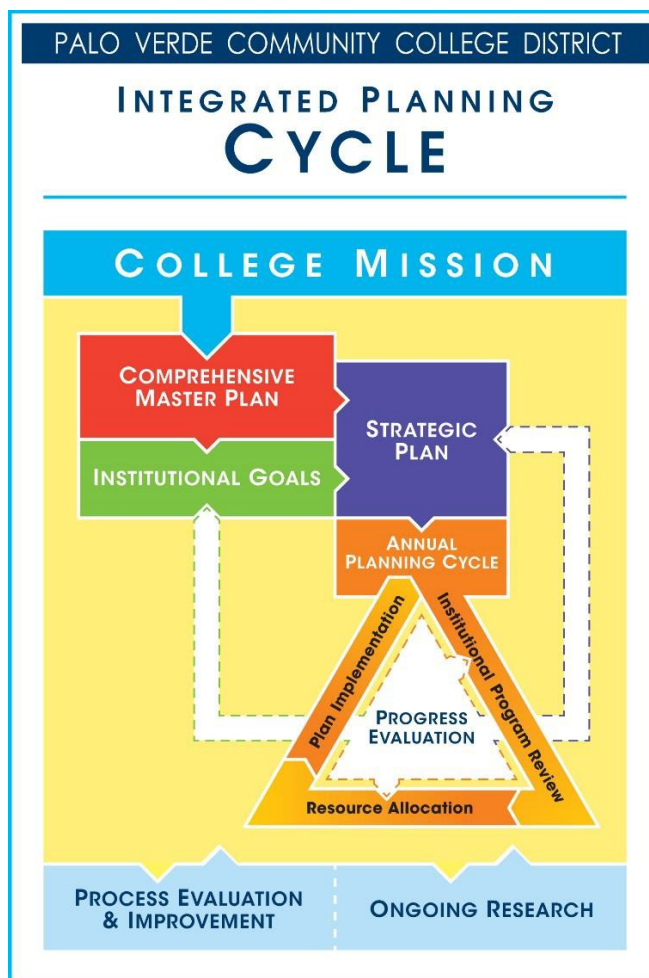 PALO VERDE COMMUNITY COLLEGE DISTRICT
INTEGRATED PLANNING
CYCLE
COLLEGE MISSION
COMPREHENSIVE
MASTER PLAN
STRATEGIC
PLAN
INSTITUTIONAL GOALS
ANNUAL
PLANNING CYCLE
Plan Implementation
Institutional Program Review
PROGRESS
EVALUATION
Resource Allocation
PROCESS EVALUATION
& IMPROVEMENT
ONGOING RESEARCH